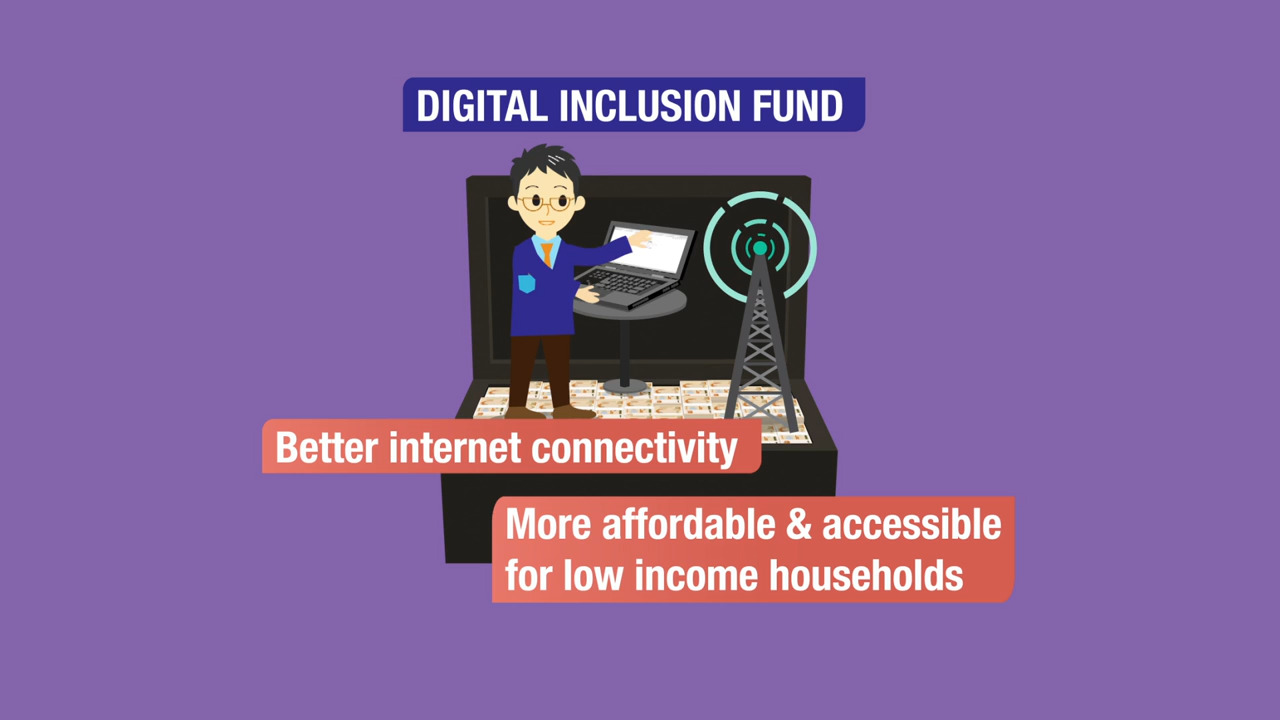 DIGITAL INCLUSION FUND
Better internet connectivity
More affordable & accessible
for low income households